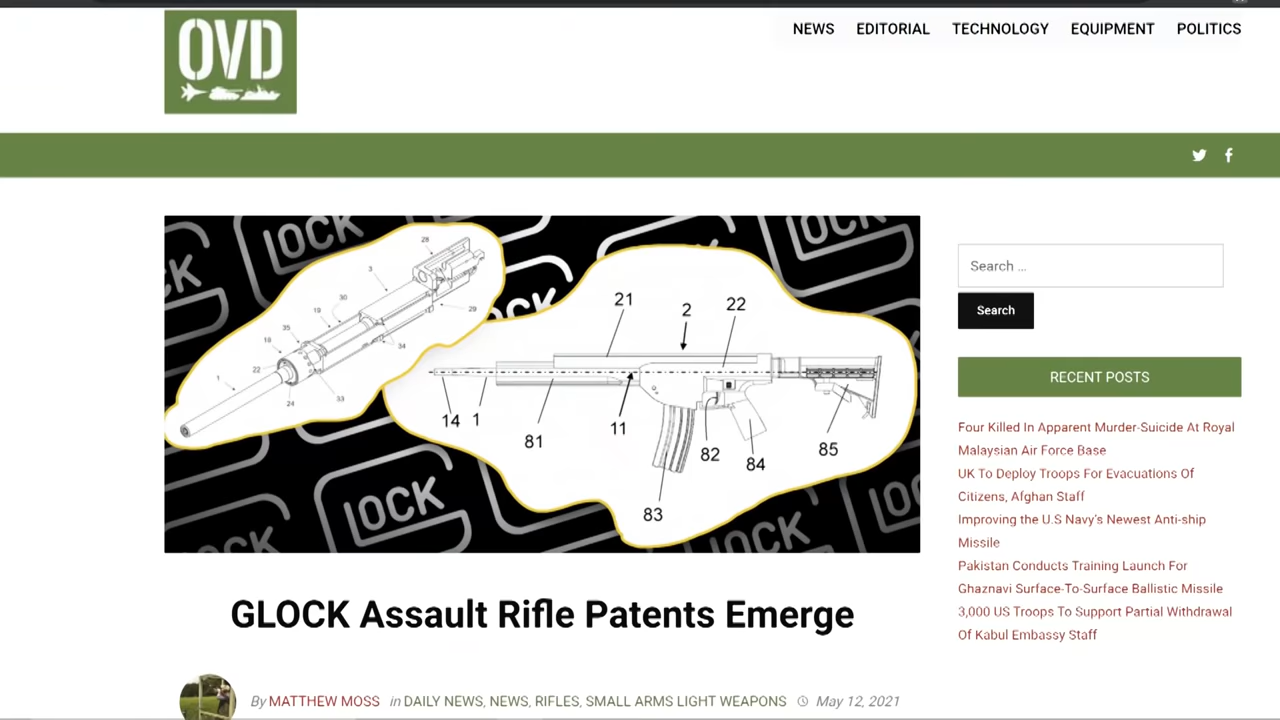 OVD
NEWS EDITORIAL TECHNOLOGY EQUIPMENT POLITICS
GLOCK
GLOCK
GLOCK
28
3
30
19
35
18
29
34
22
1
33
24
21
2
22
14
1
81
11
82
84
85
83
Search ...
Search
RECENT POSTS
Four Killed In Apparent Murder-Suicide At Royal
Malaysian Air Force Base
UK To Deploy Troops For Evacuations Of
Citizens, Afghan Staff
Improving the U.S Navy's Newest Anti-ship
Missile
Pakistan Conducts Training Launch For
Ghaznavi Surface-To-Surface Ballistic Missile
3,000 US Troops To Support Partial Withdrawal
Of Kabul Embassy Staff
GLOCK Assault Rifle Patents Emerge
By MATTHEW MOSS in DAILY NEWS, NEWS, RIFLES, SMALL ARMS LIGHT WEAPONS May 12, 2021